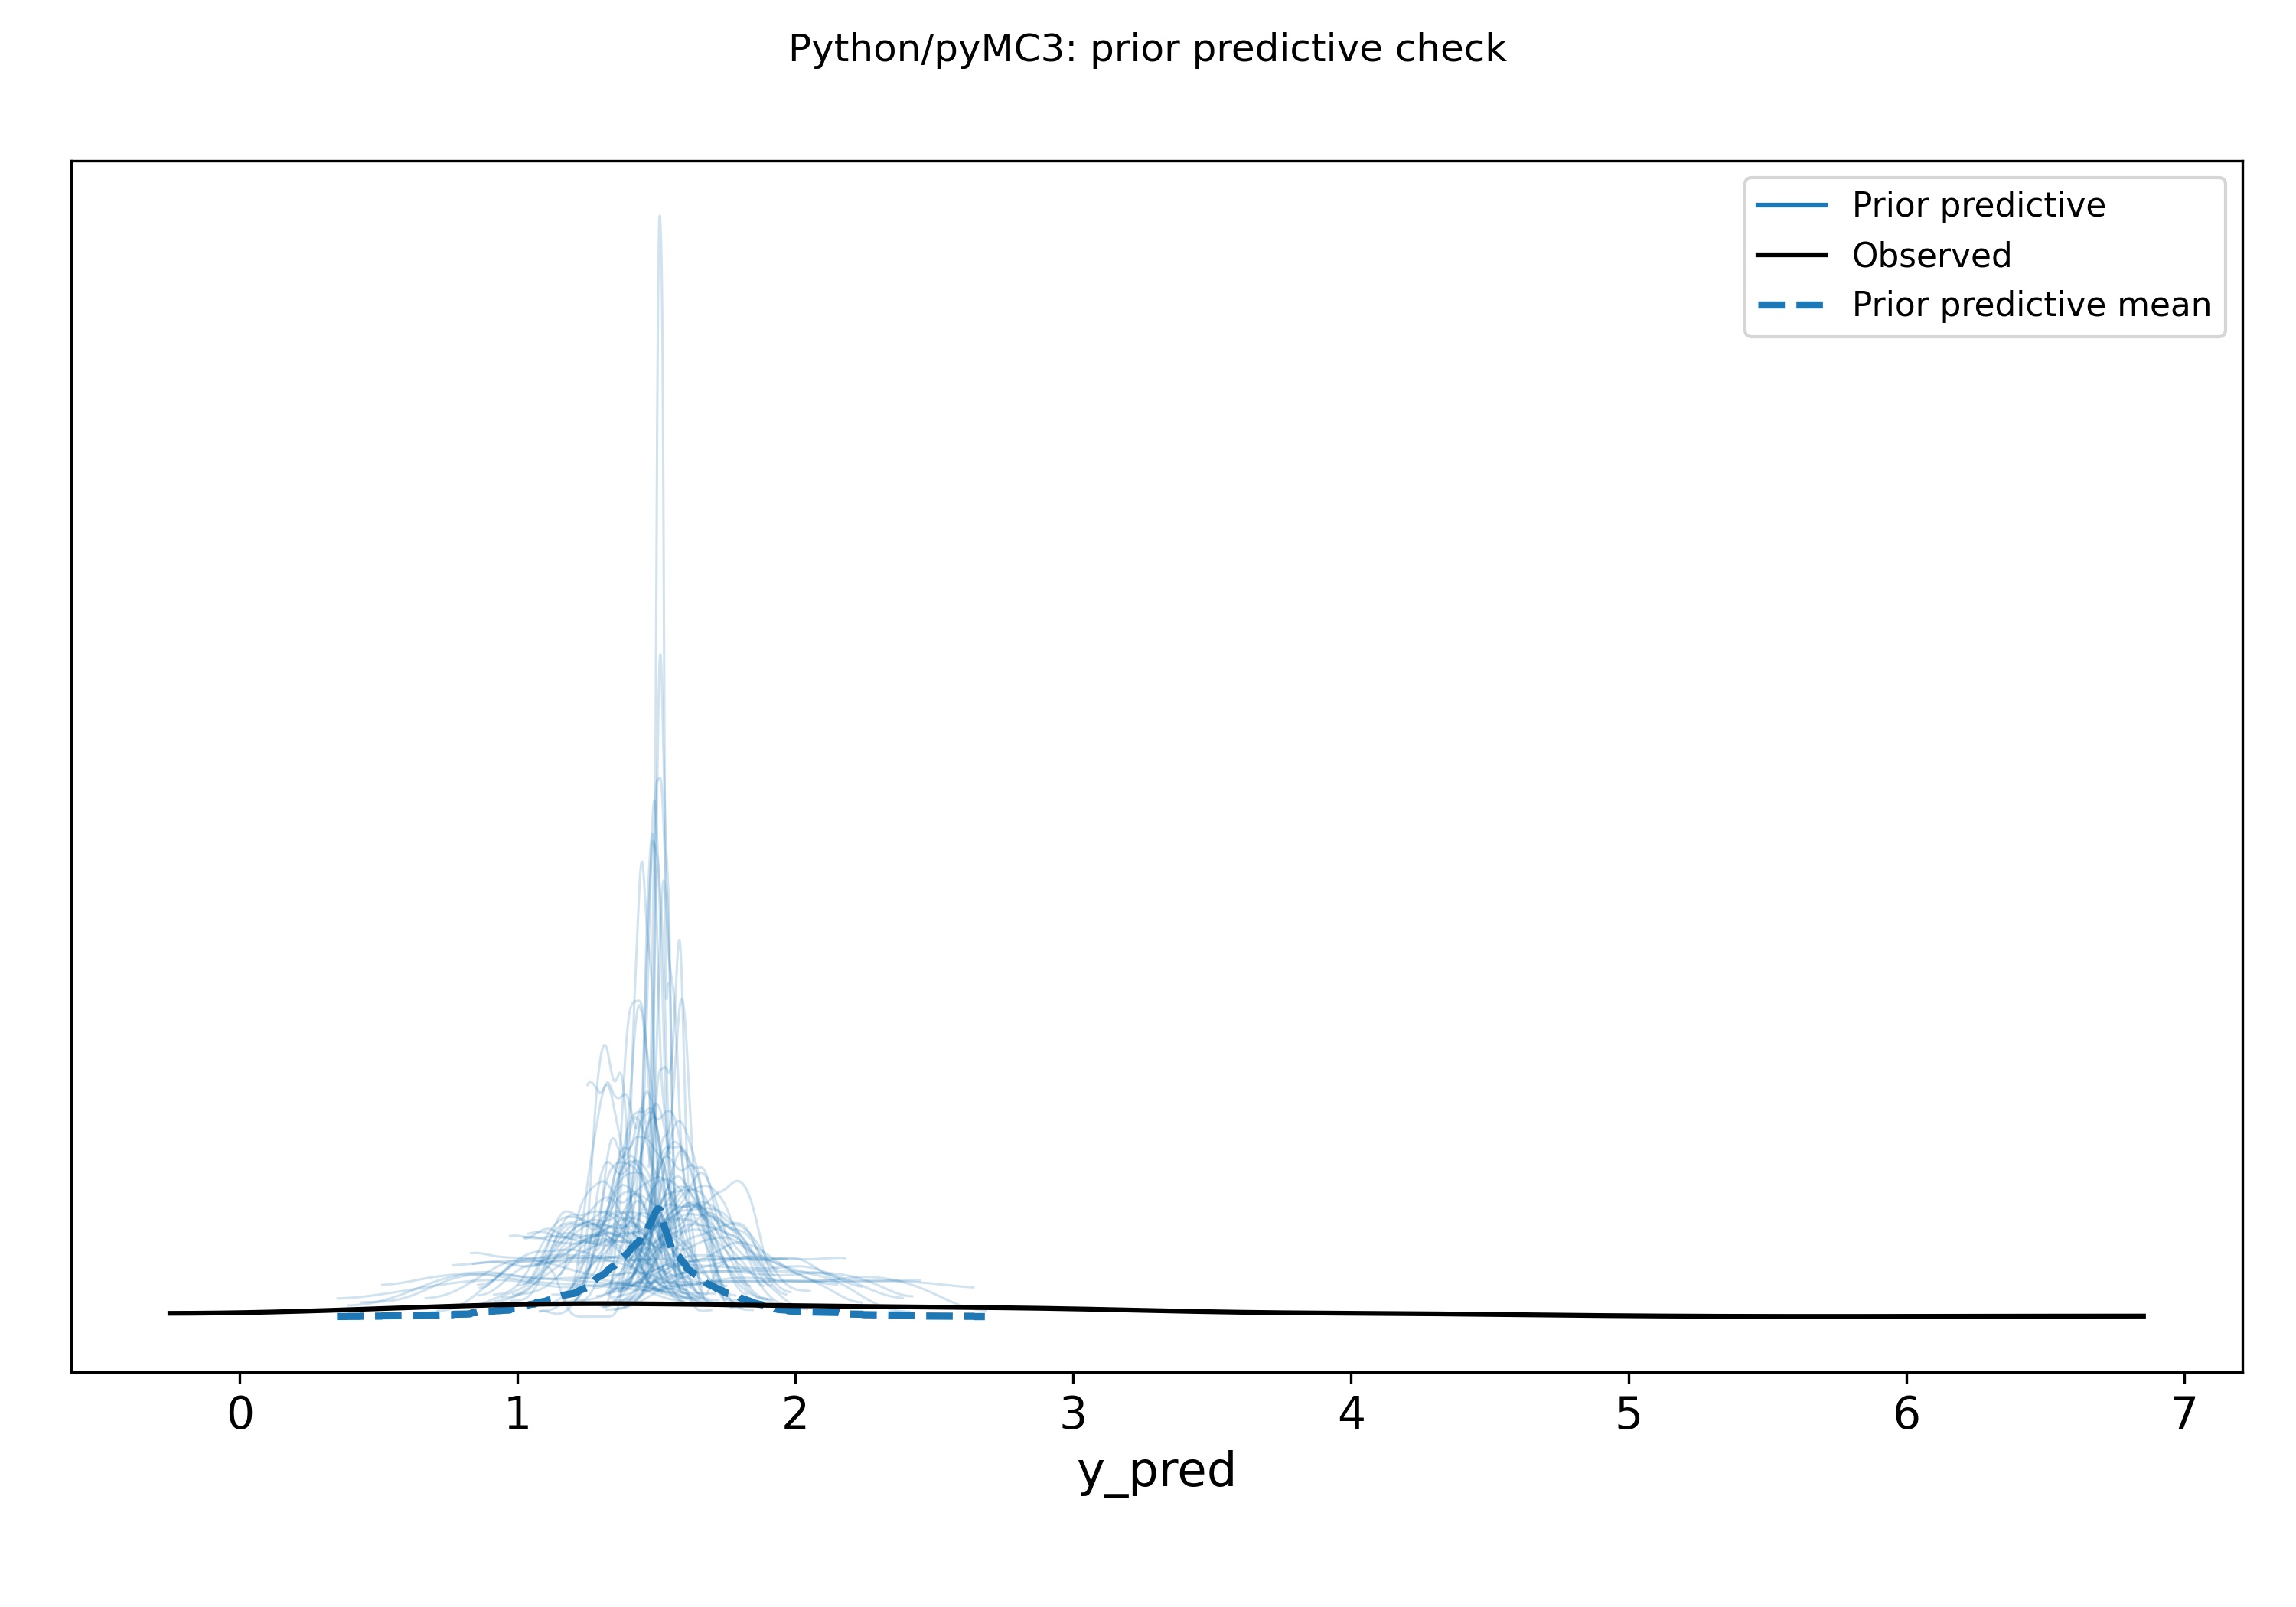 Python/pyMC3: prior predictive check
Prior predictive
Observed
Prior predictive mean
0 1 2 3 4 5 6 7
y_pred